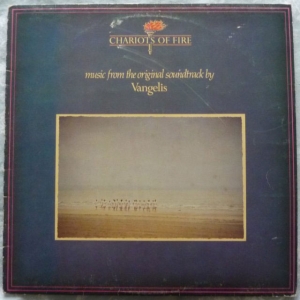 CHARIOTS OF FIRE
music from the original soundtrack by
Vangelis